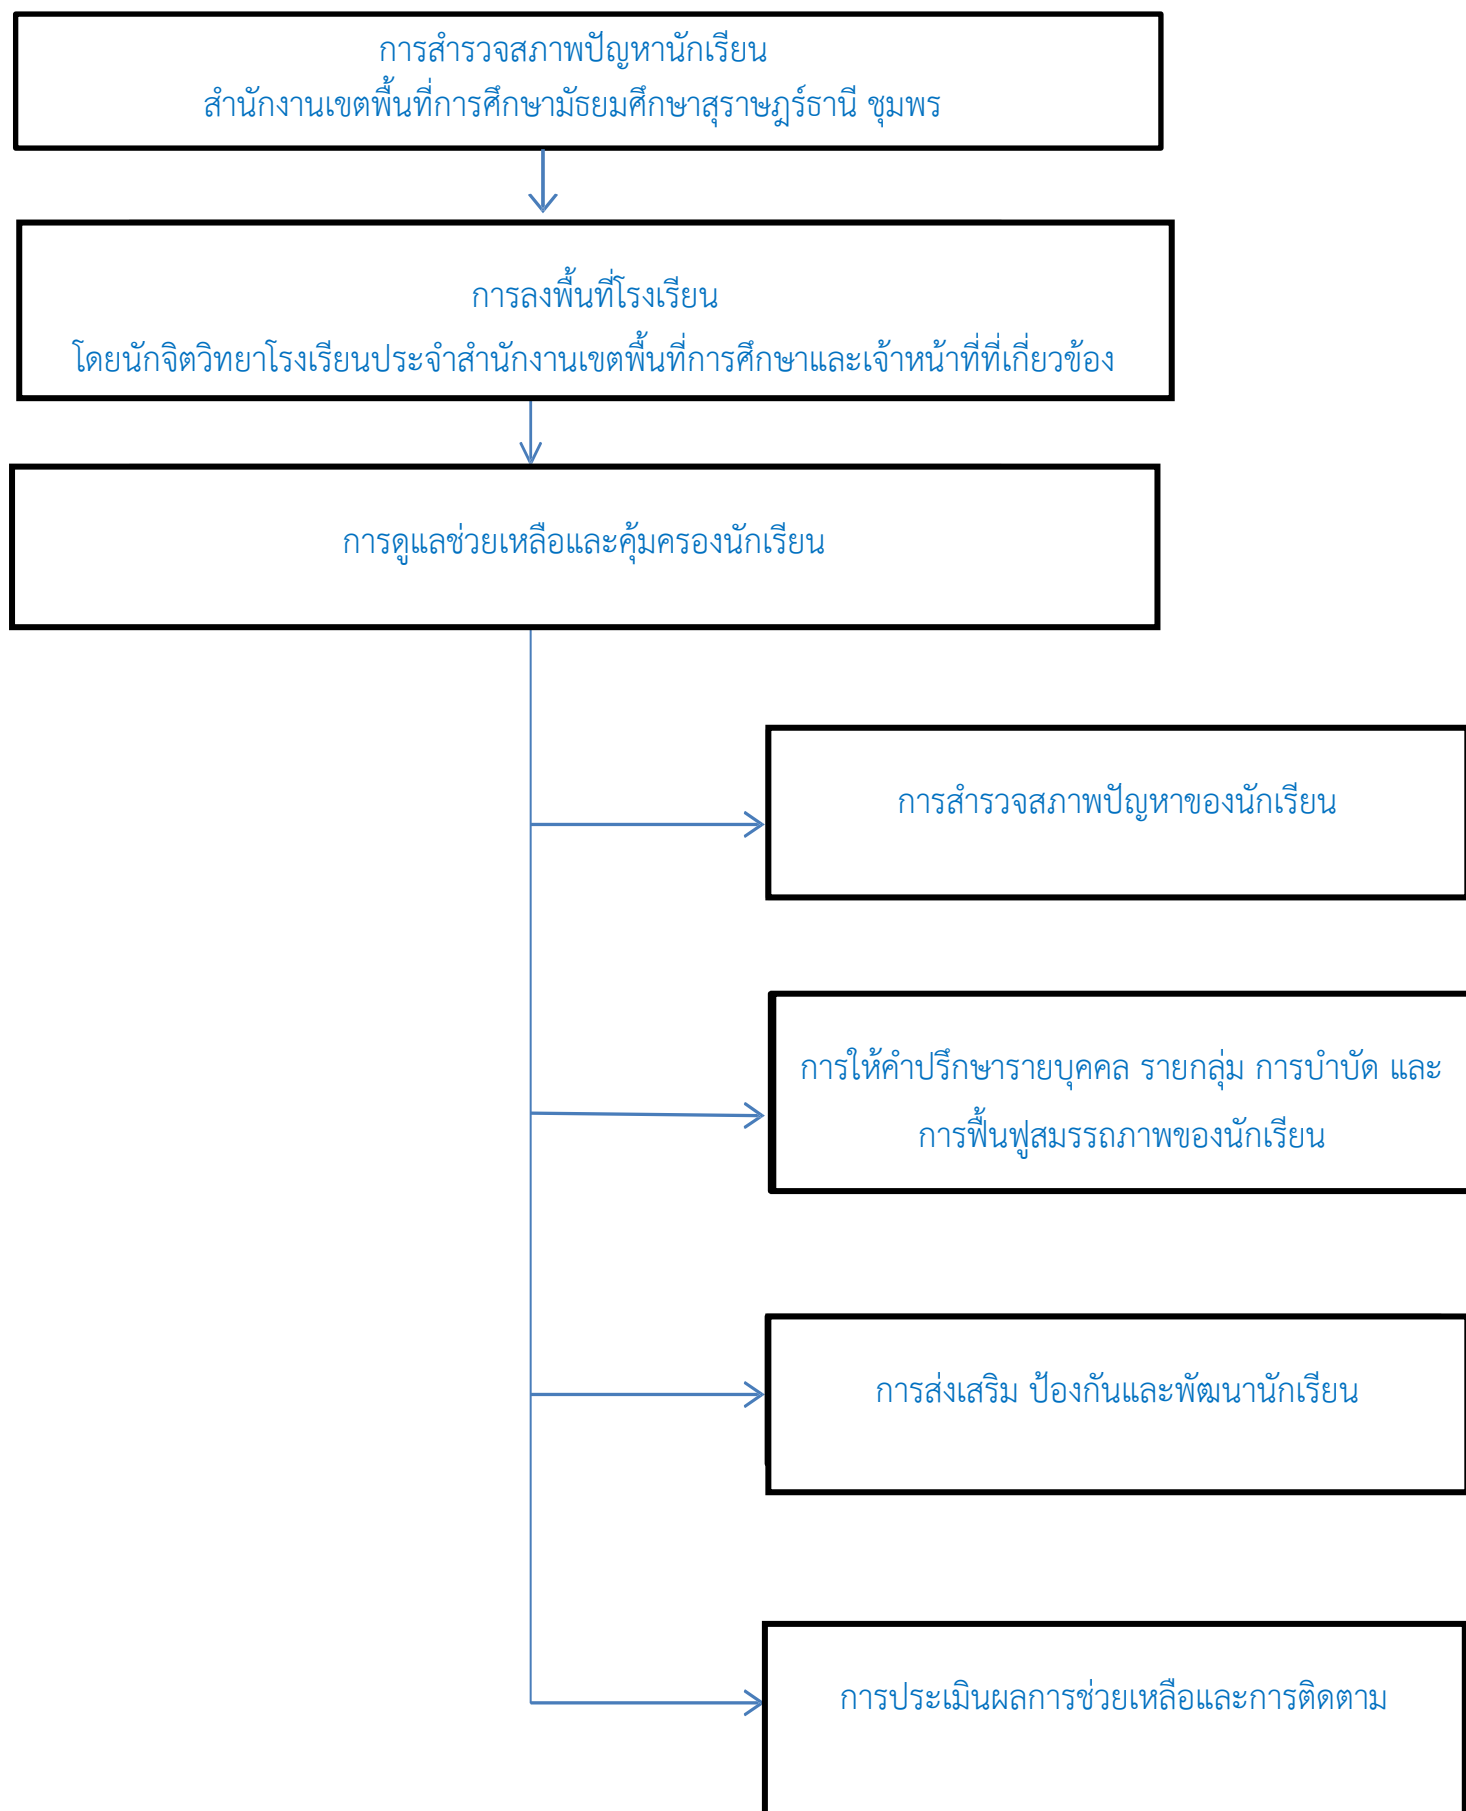 การสำรวจสภาพปัญหานักเรียน
สำนักงานเขตพื้นที่การศึกษามัธยมศึกษาสุราษฎร์ธานี ชุมพร
การลงพื้นที่โรงเรียน
โดยนักจิตวิทยาโรงเรียนประจำสำนักงานเขตพื้นที่การศึกษาและเจ้าหน้าที่ที่เกี่ยวข้อง
การดูแลช่วยเหลือและคุ้มครองนักเรียน
การสำรวจสภาพปัญหาของนักเรียน
การให้คำปรึกษารายบุคคล รายกลุ่ม การบำบัด และ
การฟื้นฟูสมรรถภาพของนักเรียน
การส่งเสริม ป้องกันและพัฒนานักเรียน
การประเมินผลการช่วยเหลือและการติดตาม